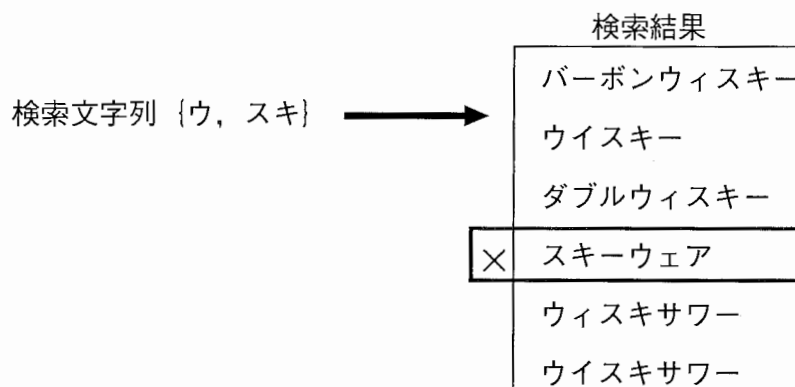 検索結果
検索文字列 {ウ，スキ}
バーボンウィスキー
ウイスキー
ダブルウィスキー
× スキーウェア
ウィスキサワー
ウイスキサワー